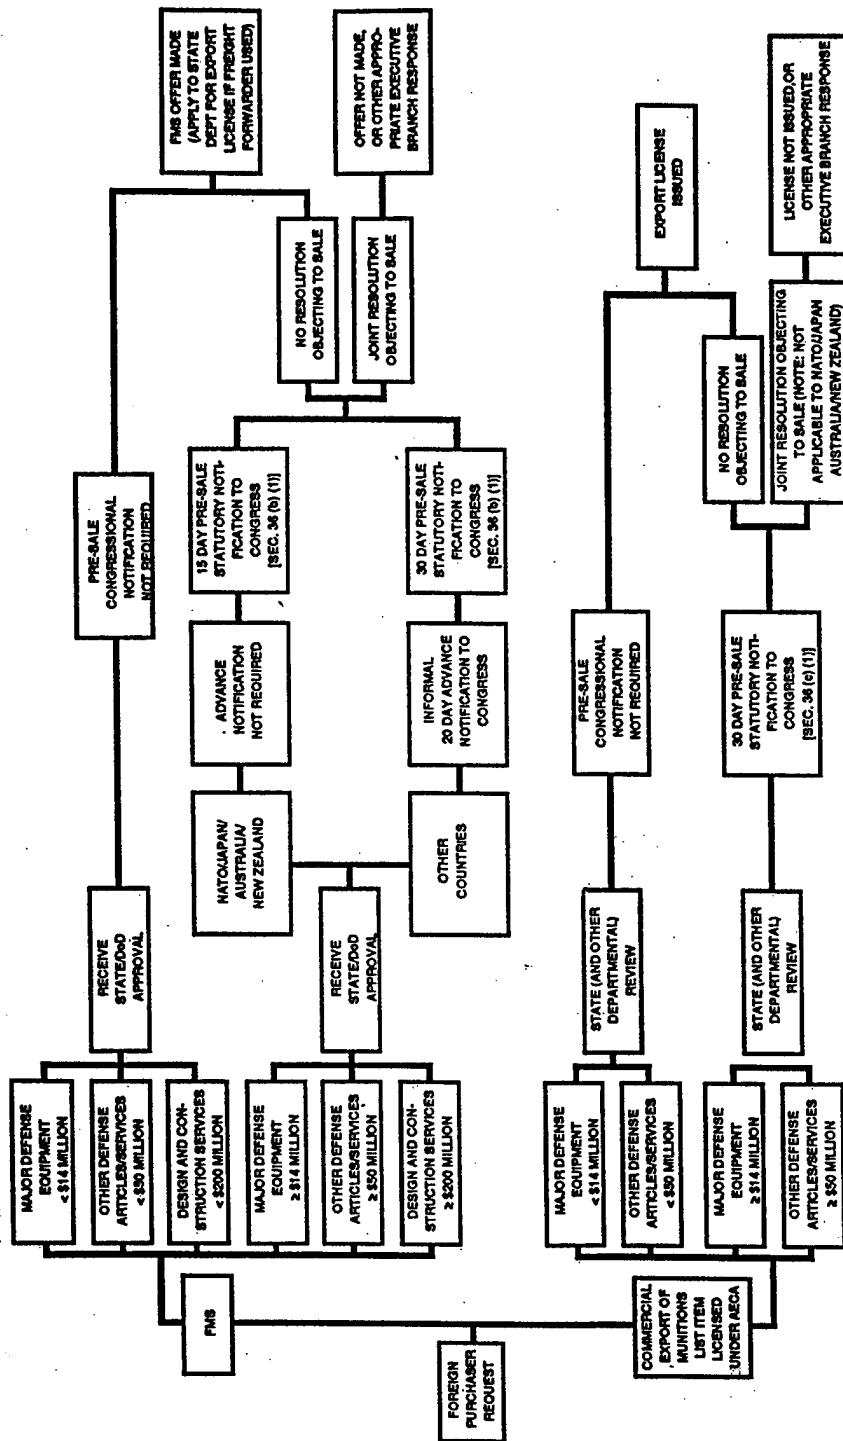 FOREIGN
PURCHASER
REQUEST
FMS
COMMERCIAL
EXPORT OF
MUNITIONS
LIST ITEM
LICENSED
UNDER AECA
MAJOR DEFENSE
EQUIPMENT
< $14 MILLION
OTHER DEFENSE
ARTICLES/SERVICES
< $50 MILLION
DESIGN AND CON-
STRUCTION SERVICES
< $200 MILLION
MAJOR DEFENSE
EQUIPMENT
≥ $14 MILLION
OTHER DEFENSE
ARTICLES/SERVICES
≥ $50 MILLION
DESIGN AND CON-
STRUCTION SERVICES
≥ $200 MILLION
RECEIVE
STATE/DoD
APPROVAL
RECEIVE
STATE/DoD
APPROVAL
NATO/JAPAN/
AUSTRALIA/
NEW ZEALAND
OTHER
COUNTRIES
PRE-SALE
CONGRESSIONAL
NOTIFICATION
NOT REQUIRED
ADVANCE
NOTIFICATION
NOT REQUIRED
INFORMAL
20 DAY ADVANCE
NOTIFICATION TO
CONGRESS
15 DAY PRE-SALE
STATUTORY NOTI-
FICATION TO
CONGRESS
[SEC. 36 (b) (1)]
30 DAY PRE-SALE
STATUTORY NOTI-
FICATION TO
CONGRESS
[SEC. 36 (b) (1)]
NO RESOLUTION
OBJECTING TO SALE
JOINT RESOLUTION
OBJECTING TO SALE
FMS OFFER MADE
(APPLY TO STATE
DEPT FOR EXPORT
LICENSE IF FREIGHT
FORWARDER USED)
OFFER NOT MADE,
OR OTHER APPRO-
PRIATE EXECUTIVE
BRANCH RESPONSE
MAJOR DEFENSE
EQUIPMENT
< $14 MILLION
OTHER DEFENSE
ARTICLES/SERVICES
< $50 MILLION
MAJOR DEFENSE
EQUIPMENT
≥ $14 MILLION
OTHER DEFENSE
ARTICLES/SERVICES
≥ $50 MILLION
STATE (AND OTHER
DEPARTMENTAL)
REVIEW
STATE (AND OTHER
DEPARTMENTAL)
REVIEW
PRE-SALE
CONGRESSIONAL
NOTIFICATION
NOT REQUIRED
30 DAY PRE-SALE
STATUTORY NOTI-
FICATION TO
CONGRESS
[SEC. 36 (c) (1)]
NO RESOLUTION
OBJECTING TO SALE
JOINT RESOLUTION OBJECTING
TO SALE (NOTE: NOT
APPLICABLE TO NATO/JAPAN
AUSTRALIA/NEW ZEALAND)
EXPORT LICENSE
ISSUED
LICENSE NOT ISSUED,OR
OTHER APPROPRIATE
EXECUTIVE BRANCH RESPONSE